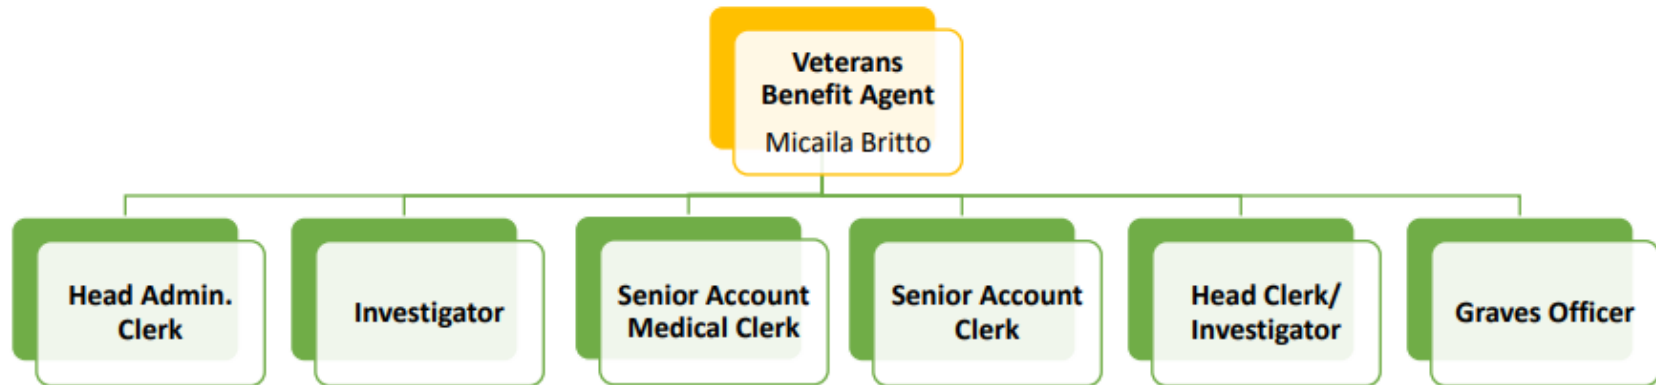 Veterans
Benefit Agent
Micaila Britto
Head Admin.
Clerk
Investigator
Senior Account
Medical Clerk
Senior Account
Clerk
Head Clerk/
Investigator
Graves Officer